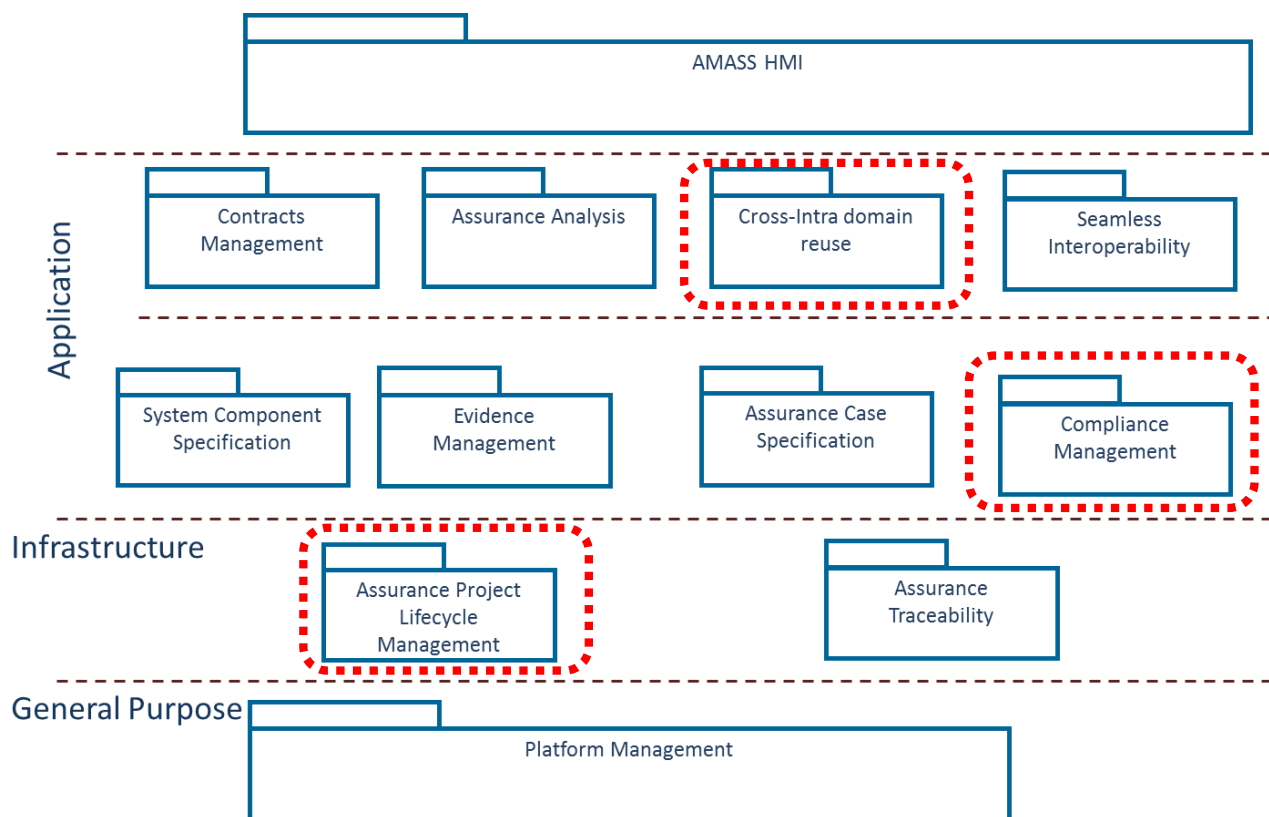 AMASS HMI
Application
Contracts
Management
Assurance Analysis
Cross-Intra domain
reuse
Seamless
Interoperability
System Component
Specification
Evidence
Management
Assurance Case
Specification
Compliance
Management
Infrastructure
Assurance Project
Lifecycle
Management
Assurance
Traceability
General Purpose
Platform Management